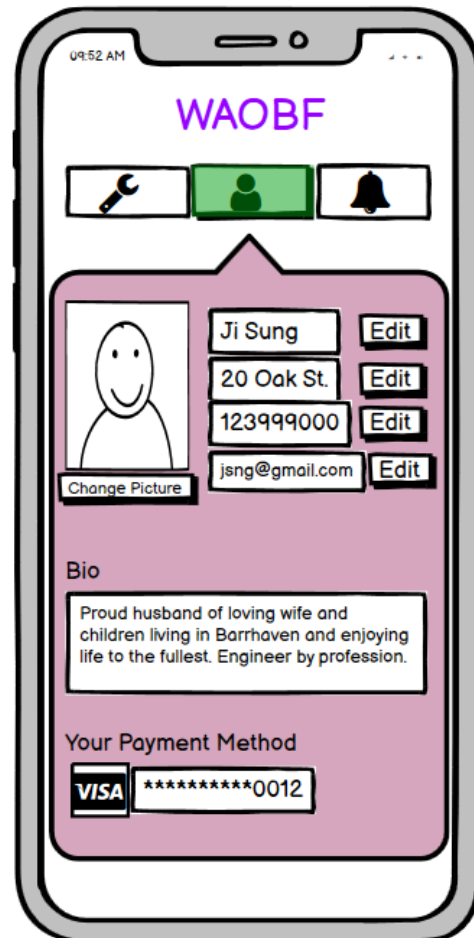 09:52 AM
WAOBF
Ji Sung Edit
20 Oak St. Edit
123999000 Edit
jsng@gmail.com Edit
Change Picture
Bio
Proud husband of loving wife and
children living in Barrhaven and enjoying
life to the fullest. Engineer by profession.
Your Payment Method
VISA **********0012